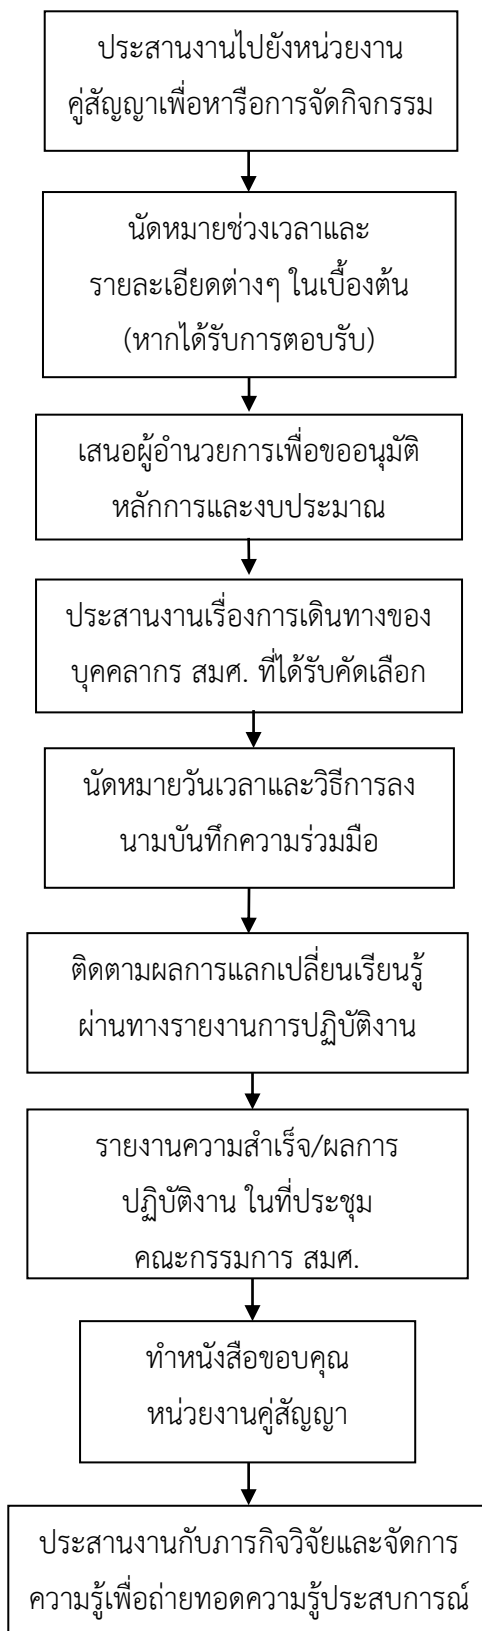 ประสานงานไปยังหน่วยงาน
คู่สัญญาเพื่อหารือการจัดกิจกรรม
นัดหมายช่วงเวลาและ
รายละเอียดต่างๆ ในเบื้องต้น
(หากได้รับการตอบรับ)
เสนอผู้อำนวยการเพื่อขออนุมัติ
หลักการและงบประมาณ
ประสานงานเรื่องการเดินทางของ
บุคคลากร สมศ. ที่ได้รับคัดเลือก
นัดหมายวันเวลาและวิธีการลง
นามบันทึกความร่วมมือ
ติดตามผลการแลกเปลี่ยนเรียนรู้
ผ่านทางรายงานการปฏิบัติงาน
รายงานความสำเร็จ/ผลการ
ปฏิบัติงาน ในที่ประชุม
คณะกรรมการ สมศ.
ทำหนังสือขอบคุณ
หน่วยงานคู่สัญญา
ประสานงานกับภารกิจวิจัยและจัดการ
ความรู้เพื่อถ่ายทอดความรู้ประสบการณ์